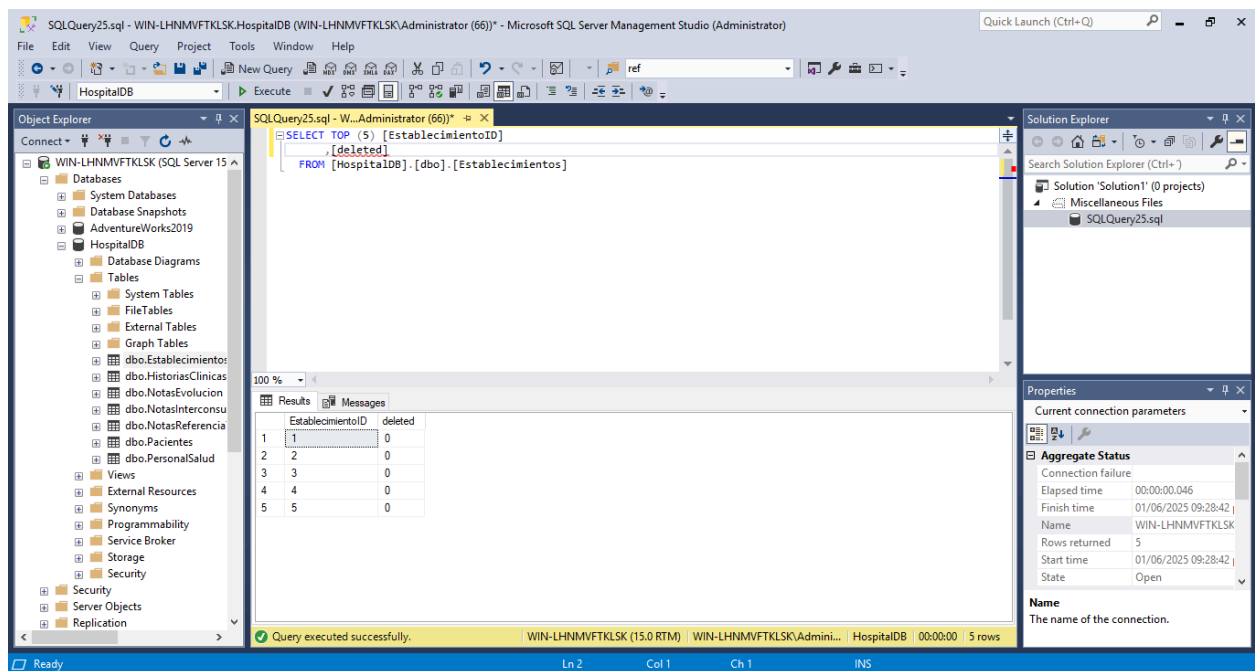 SQLQuery25.sql - WIN-LHNMVFTKLSK.HospitalDB (WIN-LHNMVFTKLSK\Administrator (66))* - Microsoft SQL Server Management Studio (Administrator)
Quick Launch (Ctrl+Q)
File Edit View Query Project Tools Window Help
New Query
ref
HospitalDB
Execute
Object Explorer
Connect
WIN-LHNMVFTKLSK (SQL Server 15
Databases
System Databases
Database Snapshots
AdventureWorks2019
HospitalDB
Database Diagrams
Tables
System Tables
FileTables
External Tables
Graph Tables
dbo.Establecimientos
dbo.HistoriasClinicas
dbo.NotasEvolucion
dbo.NotasInterconsu
dbo.NotasReferencia
dbo.Pacientes
dbo.PersonalSalud
Views
External Resources
Synonyms
Programmability
Service Broker
Storage
Security
Security
Server Objects
Replication
SQLQuery25.sql - W...Administrator (66))*
SELECT TOP (5) [EstablecimientoID]
,[deleted]
FROM [HospitalDB].[dbo].[Establecimientos]
100 %
Results Messages
EstablecimientoID deleted
1 1 0
2 2 0
3 3 0
4 4 0
5 5 0
Query executed successfully.
WIN-LHNMVFTKLSK (15.0 RTM) WIN-LHNMVFTKLSK\Admini... HospitalDB 00:00:00 5 rows
Solution Explorer
Search Solution Explorer (Ctrl+´)
Solution 'Solution1' (0 projects)
Miscellaneous Files
SQLQuery25.sql
Properties
Current connection parameters
Aggregate Status
Connection failure
Elapsed time 00:00:00.046
Finish time 01/06/2025 09:28:42
Name WIN-LHNMVFTKLSK
Rows returned 5
Start time 01/06/2025 09:28:42
State Open
Name
The name of the connection.
Ready
Ln 2 Col 1 Ch 1 INS